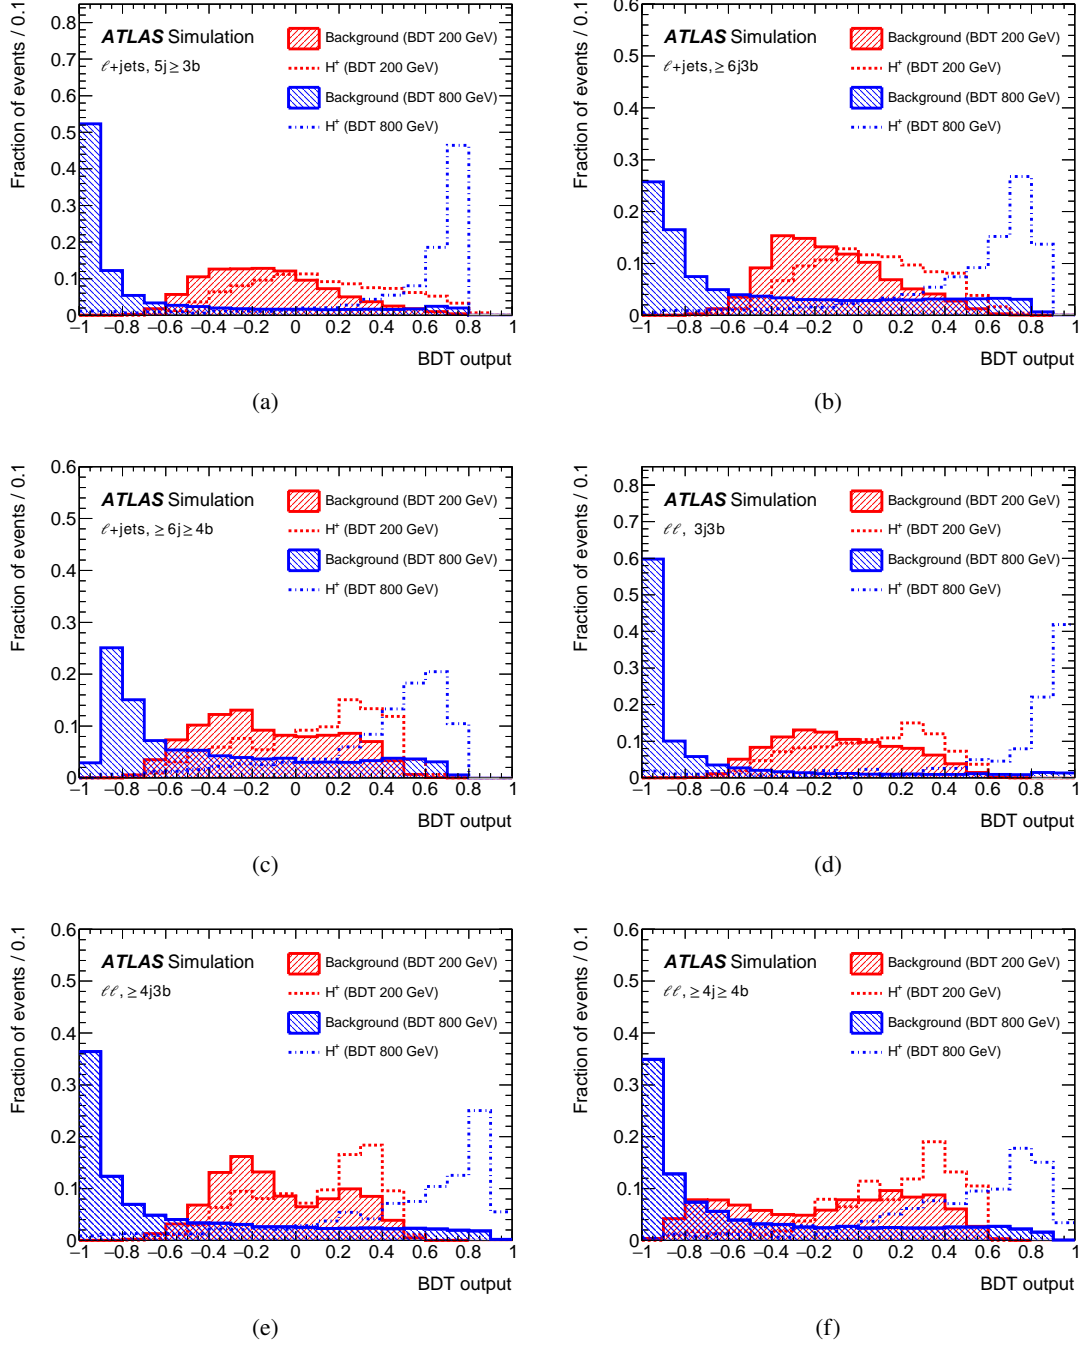 Fraction of events / 0.1
0.8
0.7
0.6
0.5
0.4
0.3
0.2
0.1
0
ATLAS Simulation
ℓ+jets, 5j ≥ 3b
Background (BDT 200 GeV)
H⁺ (BDT 200 GeV)
Background (BDT 800 GeV)
H⁺ (BDT 800 GeV)
−1 −0.8 −0.6 −0.4 −0.2 0 0.2 0.4 0.6 0.8 1
BDT output
(a)
Fraction of events / 0.1
0.6
0.5
0.4
0.3
0.2
0.1
0
ATLAS Simulation
ℓ+jets, ≥ 6j3b
Background (BDT 200 GeV)
H⁺ (BDT 200 GeV)
Background (BDT 800 GeV)
H⁺ (BDT 800 GeV)
−1 −0.8 −0.6 −0.4 −0.2 0 0.2 0.4 0.6 0.8 1
BDT output
(b)
Fraction of events / 0.1
0.6
0.5
0.4
0.3
0.2
0.1
0
ATLAS Simulation
ℓ+jets, ≥ 6j ≥ 4b
Background (BDT 200 GeV)
H⁺ (BDT 200 GeV)
Background (BDT 800 GeV)
H⁺ (BDT 800 GeV)
−1 −0.8 −0.6 −0.4 −0.2 0 0.2 0.4 0.6 0.8 1
BDT output
(c)
Fraction of events / 0.1
0.8
0.7
0.6
0.5
0.4
0.3
0.2
0.1
0
ATLAS Simulation
ℓℓ, 3j3b
Background (BDT 200 GeV)
H⁺ (BDT 200 GeV)
Background (BDT 800 GeV)
H⁺ (BDT 800 GeV)
−1 −0.8 −0.6 −0.4 −0.2 0 0.2 0.4 0.6 0.8 1
BDT output
(d)
Fraction of events / 0.1
0.6
0.5
0.4
0.3
0.2
0.1
0
ATLAS Simulation
ℓℓ, ≥ 4j3b
Background (BDT 200 GeV)
H⁺ (BDT 200 GeV)
Background (BDT 800 GeV)
H⁺ (BDT 800 GeV)
−1 −0.8 −0.6 −0.4 −0.2 0 0.2 0.4 0.6 0.8 1
BDT output
(e)
Fraction of events / 0.1
0.6
0.5
0.4
0.3
0.2
0.1
0
ATLAS Simulation
ℓℓ, ≥ 4j ≥ 4b
Background (BDT 200 GeV)
H⁺ (BDT 200 GeV)
Background (BDT 800 GeV)
H⁺ (BDT 800 GeV)
−1 −0.8 −0.6 −0.4 −0.2 0 0.2 0.4 0.6 0.8 1
BDT output
(f)